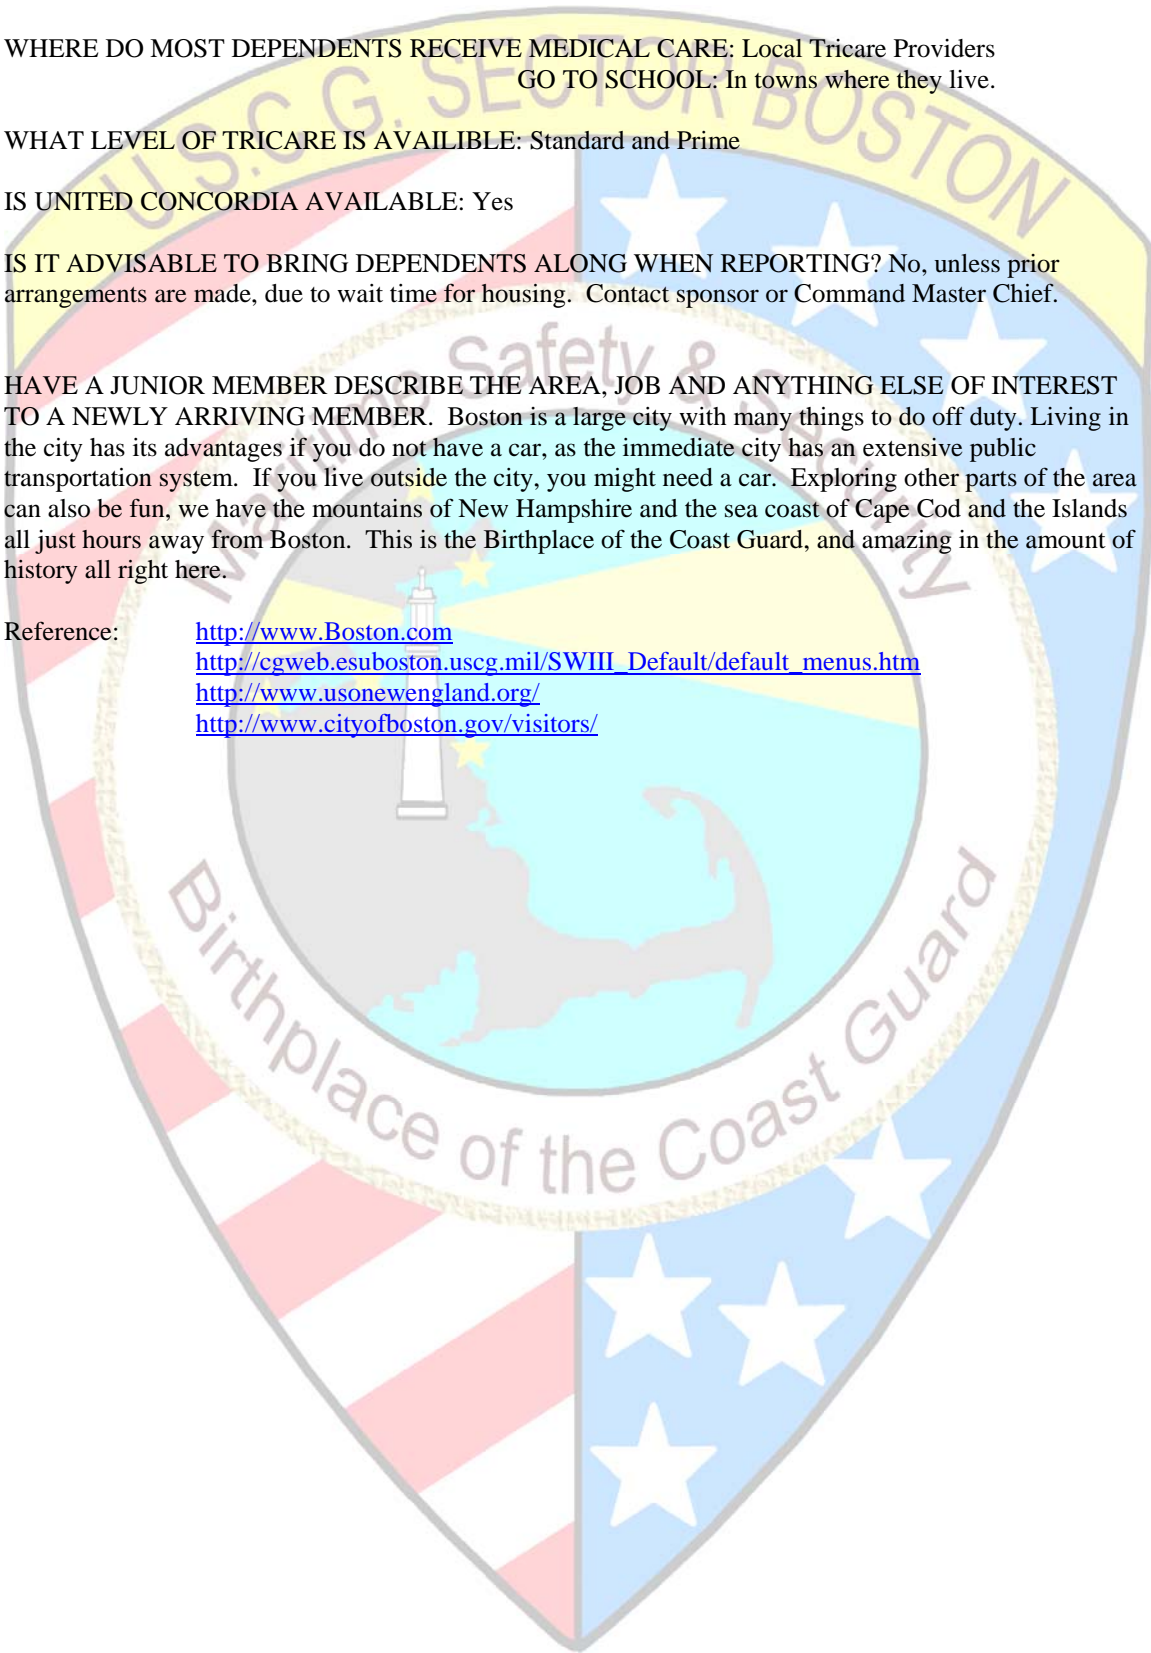 WHERE DO MOST DEPENDENTS RECEIVE MEDICAL CARE: Local Tricare Providers
GO TO SCHOOL: In towns where they live.
WHAT LEVEL OF TRICARE IS AVAILIBLE: Standard and Prime
IS UNITED CONCORDIA AVAILABLE: Yes
IS IT ADVISABLE TO BRING DEPENDENTS ALONG WHEN REPORTING? No, unless prior
arrangements are made, due to wait time for housing. Contact sponsor or Command Master Chief.
HAVE A JUNIOR MEMBER DESCRIBE THE AREA, JOB AND ANYTHING ELSE OF INTEREST
TO A NEWLY ARRIVING MEMBER. Boston is a large city with many things to do off duty. Living in
the city has its advantages if you do not have a car, as the immediate city has an extensive public
transportation system. If you live outside the city, you might need a car. Exploring other parts of the area
can also be fun, we have the mountains of New Hampshire and the sea coast of Cape Cod and the Islands
all just hours away from Boston. This is the Birthplace of the Coast Guard, and amazing in the amount of
history all right here.
Reference: http://www.Boston.com
http://cgweb.esuboston.uscg.mil/SWIII_Default/default_menus.htm
http://www.usonewengland.org/
http://www.cityofboston.gov/visitors/
U.S.C.G. SECTOR BOSTON
Maritime Safety & Security
Birthplace of the Coast Guard